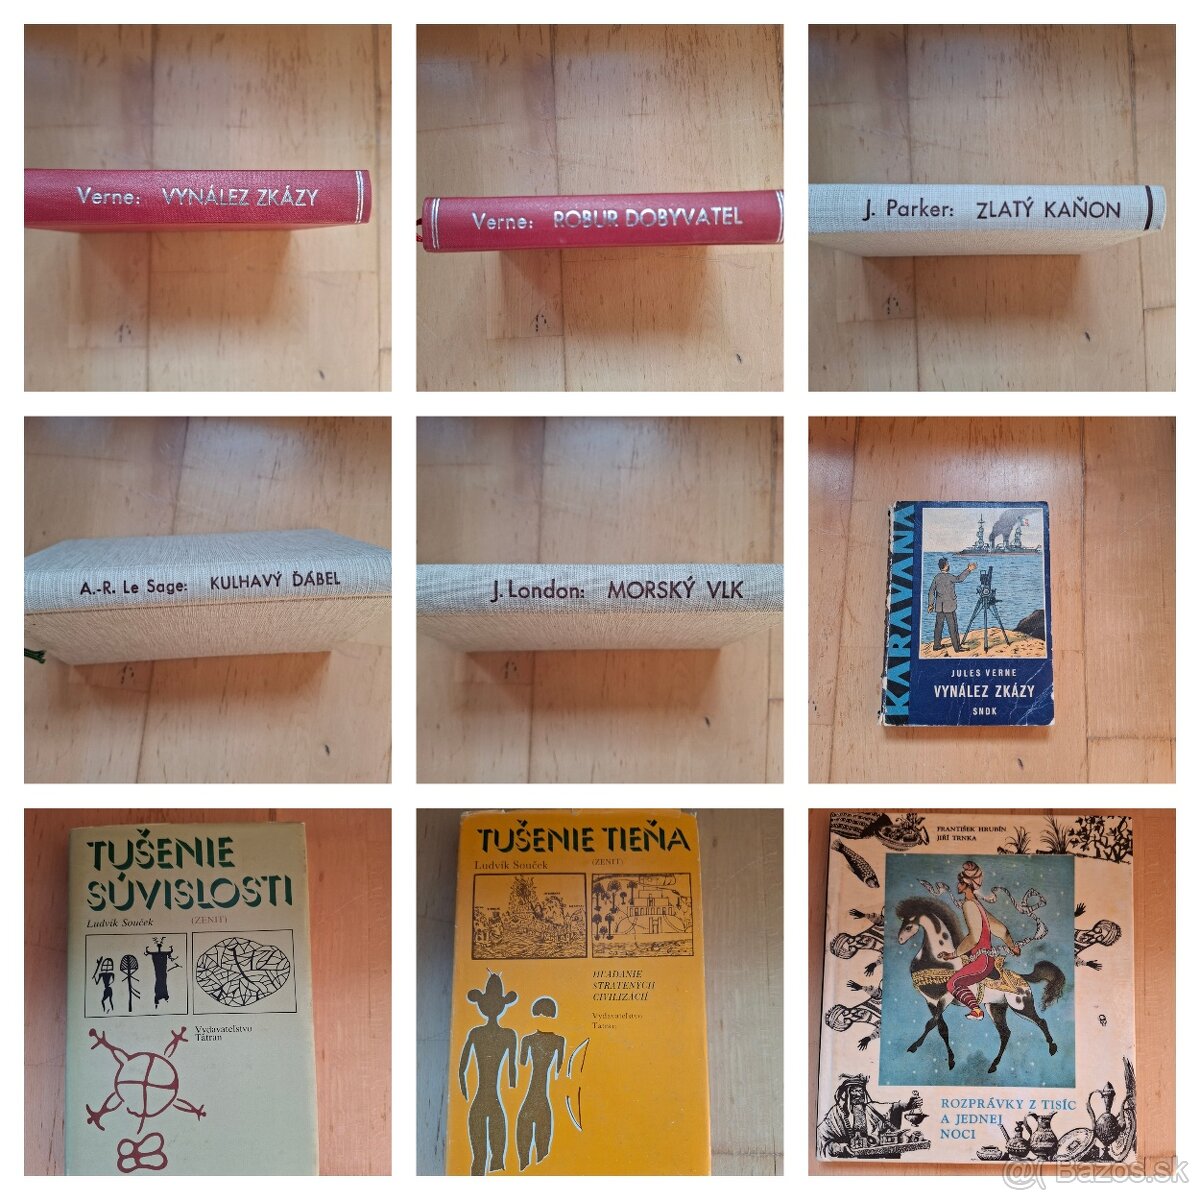 Verne: VYNÁLEZ ZKÁZY
Verne: ROBUR DOBYVATEL
J. Parker: ZLATÝ KAŇON
A.-R. Le Sage: KULHAVÝ ĎÁBEL
J. London: MORSKÝ VLK
KARAVANA
JULES VERNE
VYNÁLEZ ZKÁZY
SNDK
TUŠENIE
SÚVISLOSTI
Ludvík Souček (ZENIT)
Vydavateľstvo
Tatran
TUŠENIE TIEŇA
Ludvík Souček (ZENIT)
HĽADANIE
STRATENÝCH
CIVILIZÁCIÍ
Vydavateľstvo
Tatran
FRANTIŠEK HRUBÍN
JIŘÍ TRNKA
ROZPRÁVKY Z TISÍC
A JEDNEJ
NOCI
@( Bazos.sk